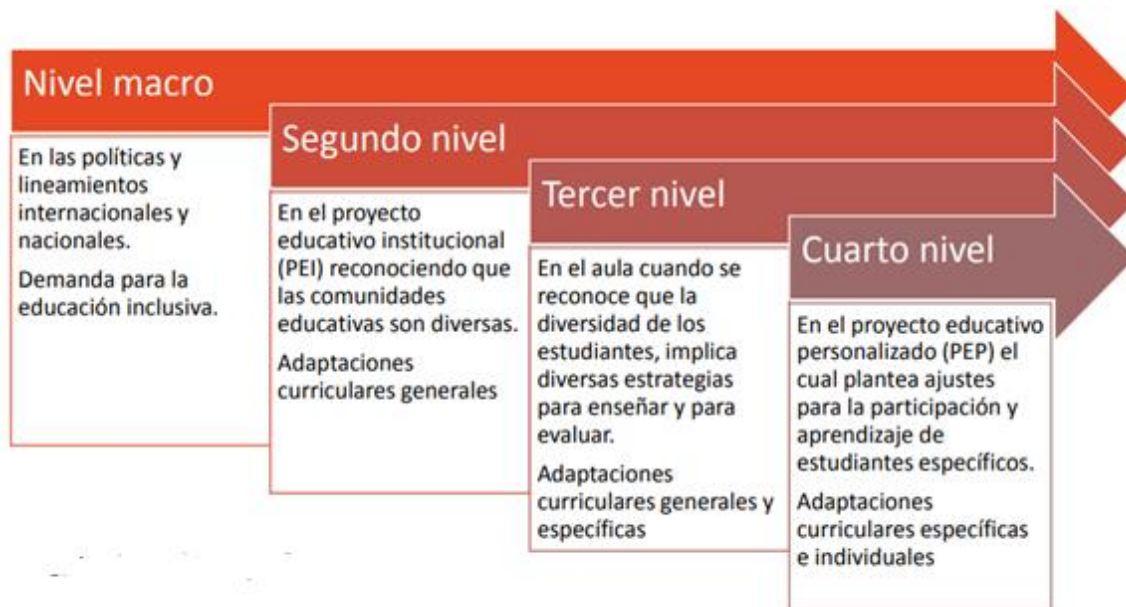 Nivel macro
En las políticas y
lineamientos
internacionales y
nacionales.
Demanda para la
educación inclusiva.
Segundo nivel
En el proyecto
educativo institucional
(PEI) reconociendo que
las comunidades
educativas son diversas.
Adaptaciones
curriculares generales
Tercer nivel
En el aula cuando se
reconoce que la
diversidad de los
estudiantes, implica
diversas estrategias
para enseñar y para
evaluar.
Adaptaciones
curriculares generales y
específicas
Cuarto nivel
En el proyecto educativo
personalizado (PEP) el
cual plantea ajustes
para la participación y
aprendizaje de
estudiantes específicos.
Adaptaciones
curriculares específicas
e individuales